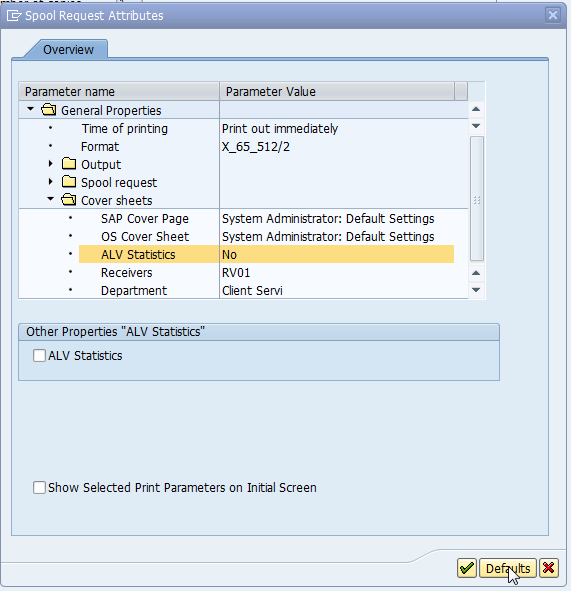 Spool Request Attributes
Overview
Parameter name Parameter Value
General Properties
Time of printing Print out immediately
Format X_65_512/2
Output
Spool request
Cover sheets
SAP Cover Page System Administrator: Default Settings
OS Cover Sheet System Administrator: Default Settings
ALV Statistics No
Receivers RV01
Department Client Servi
Other Properties "ALV Statistics"
ALV Statistics
Show Selected Print Parameters on Initial Screen
Defaults